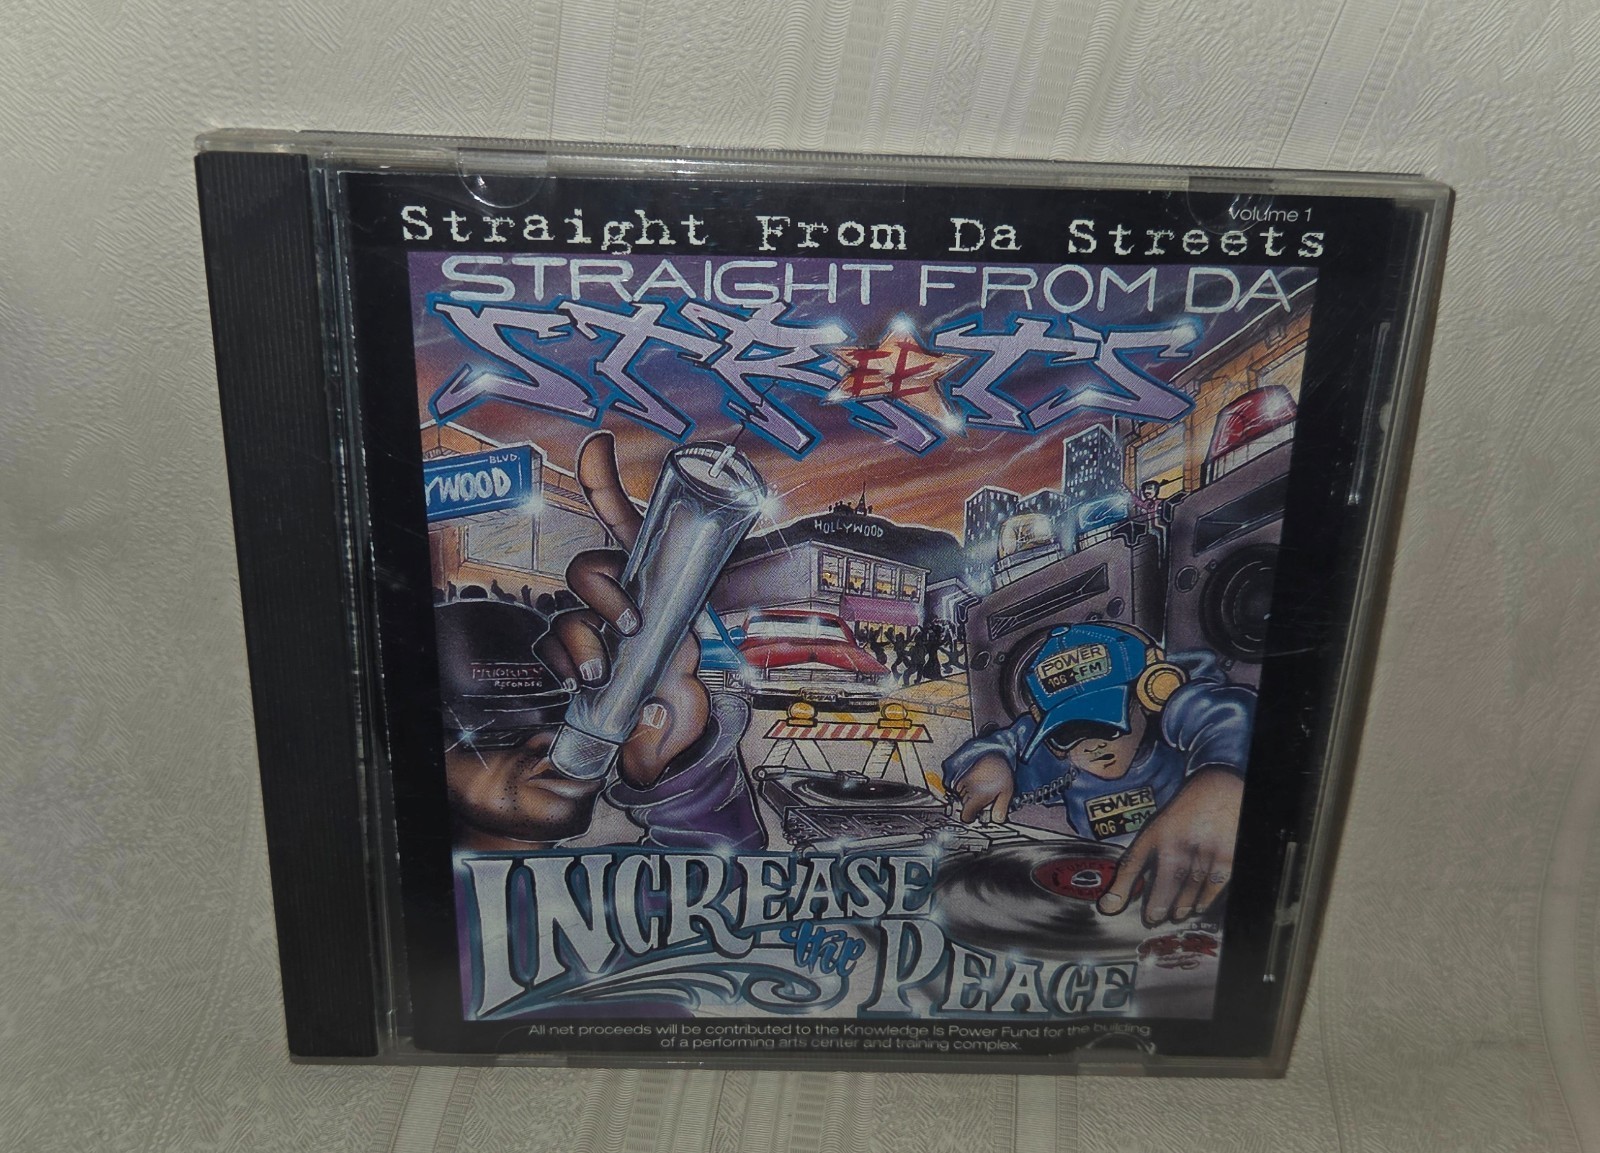 Volume 1
Straight From Da Streets
STRAIGHT FROM DA
STREETS
BLVD.
YWOOD
HOLLYWOOD
POWER
106 FM
PRIORITY
RECORDS
POWER
106 FM
INCREASE
the
PEACE
All net proceeds will be contributed to the Knowledge Is Power Fund for the building
of a performing arts center and training complex.